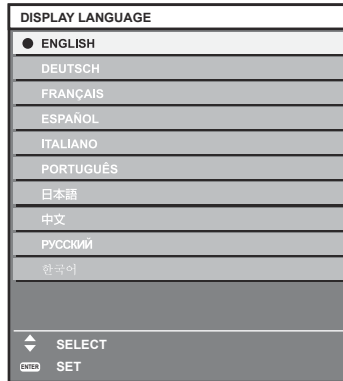 DISPLAY LANGUAGE
ENGLISH
DEUTSCH
FRANÇAIS
ESPAÑOL
ITALIANO
PORTUGUÊS
日本語
中文
РУССКИЙ
한국어
SELECT
ENTER SET